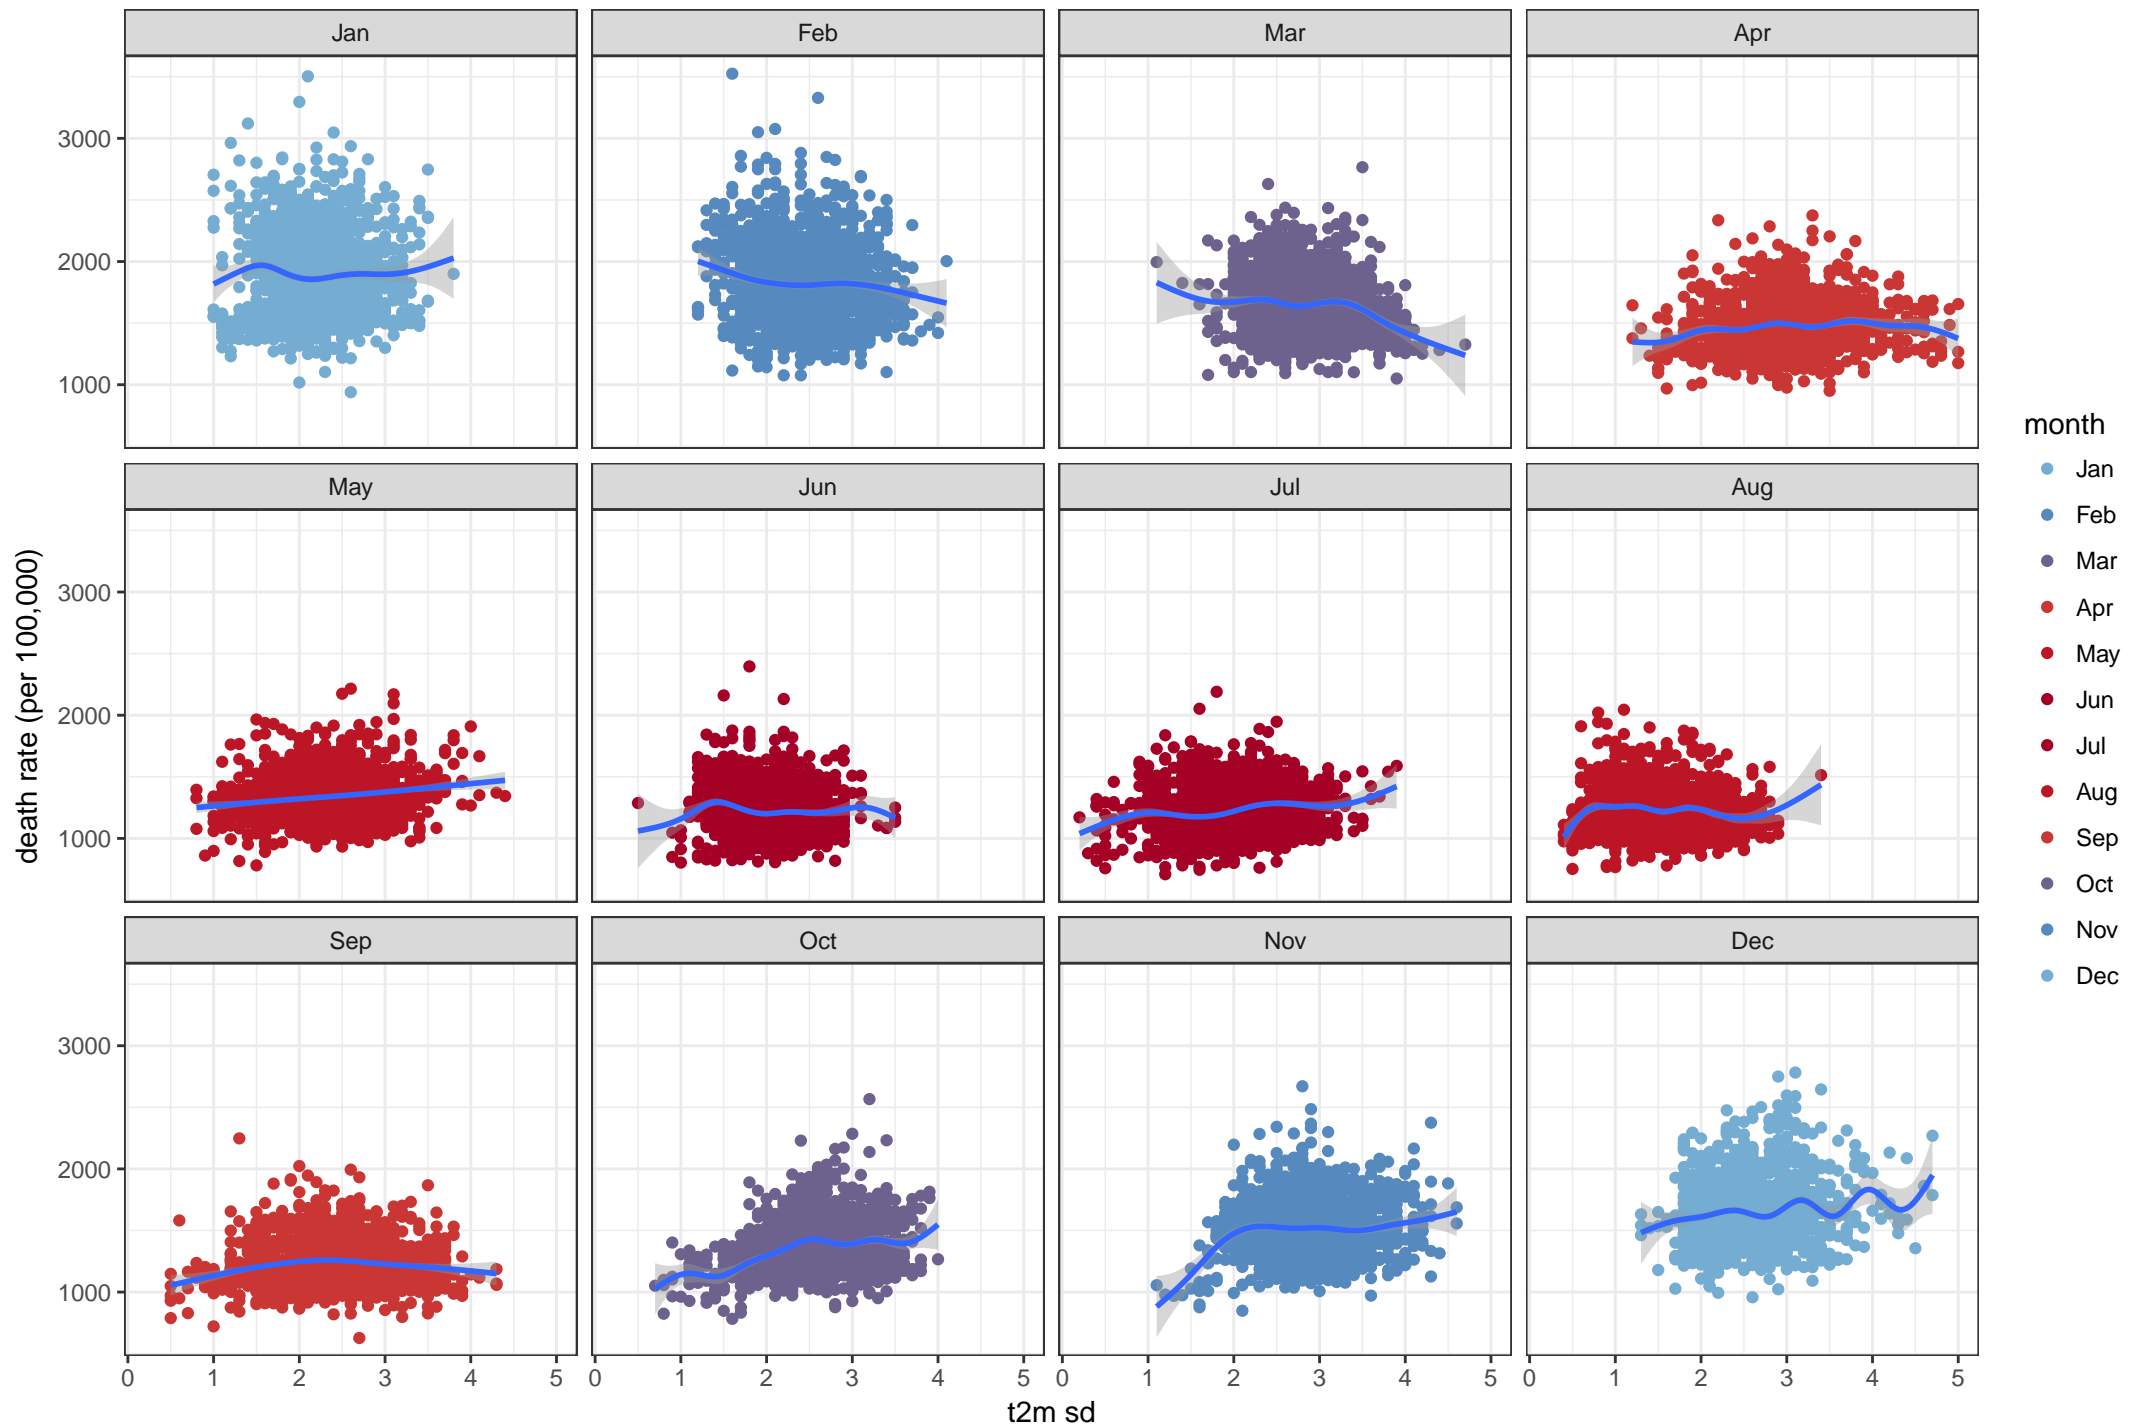 Jan Feb Mar Apr
3000
2000
1000
May Jun Jul Aug
3000
2000
1000
Sep Oct Nov Dec
3000
2000
1000
0 1 2 3 4 5 0 1 2 3 4 5 0 1 2 3 4 5 0 1 2 3 4 5
t2m sd
death rate (per 100,000)
month
Jan
Feb
Mar
Apr
May
Jun
Jul
Aug
Sep
Oct
Nov
Dec